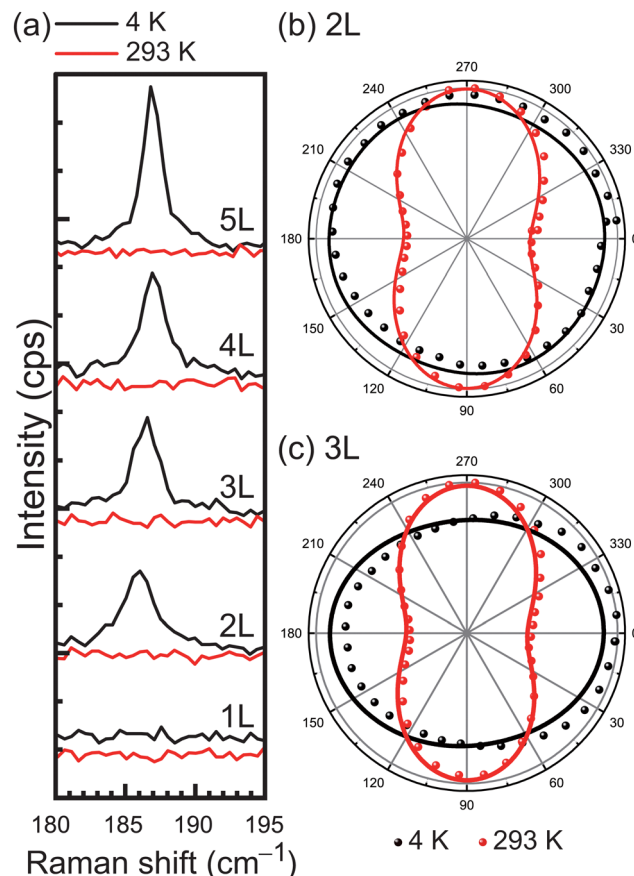 (a)
4 K
293 K
5L
4L
3L
2L
1L
Intensity (cps)
180 185 190 195
Raman shift (cm⁻¹)
(b) 2L
270
240 300
210 330
180 0
150 30
120 60
90
(c) 3L
270
240 300
210 330
180 0
150 30
120 60
90
4 K 293 K